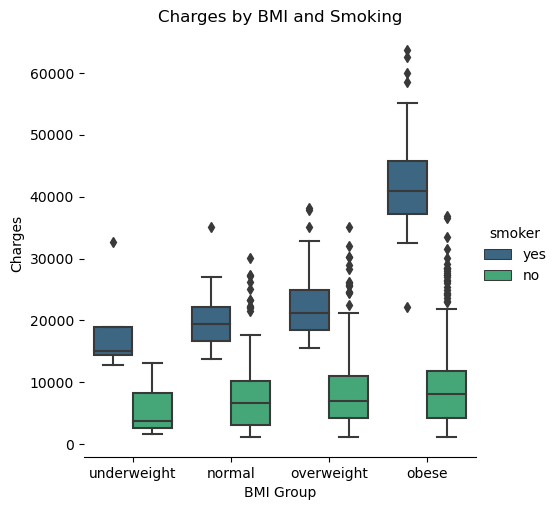 Charges by BMI and Smoking
Charges
60000
50000
40000
30000
20000
10000
0
underweight normal overweight obese
BMI Group
smoker
yes
no